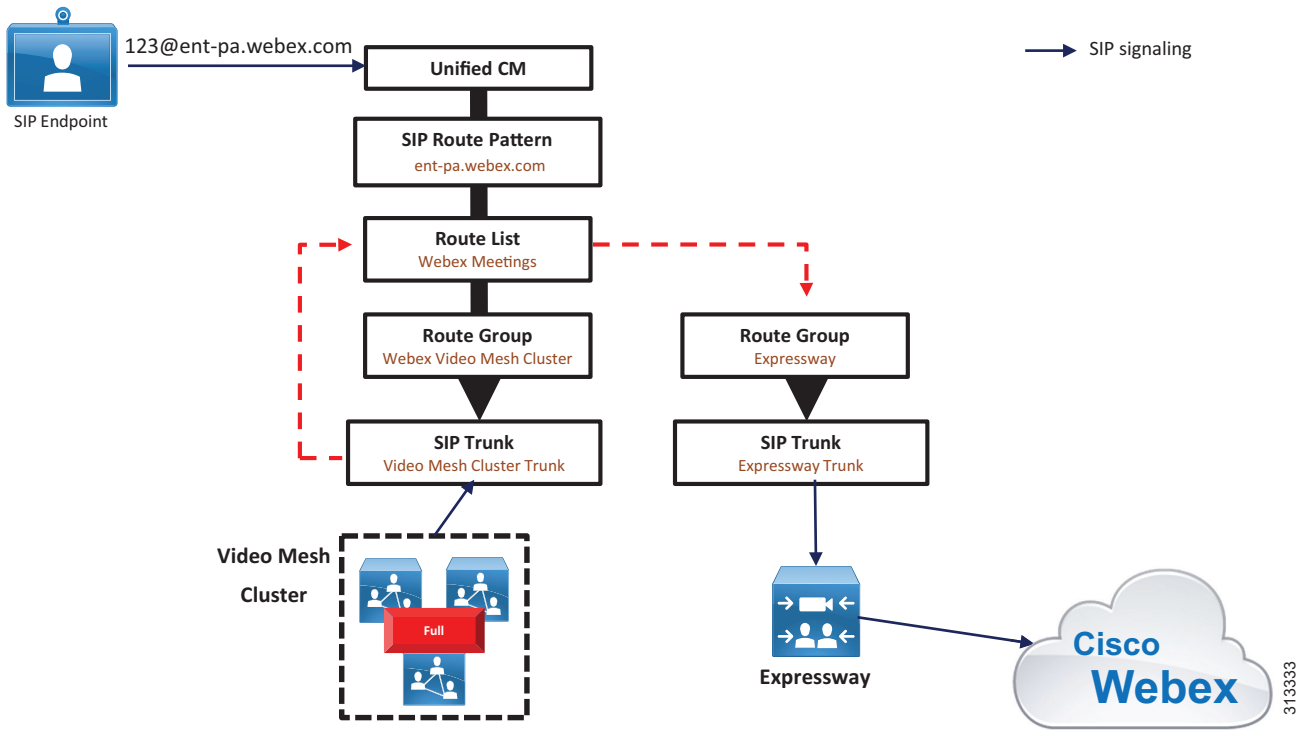 123@ent-pa.webex.com
SIP Endpoint
SIP signaling
Unified CM
SIP Route Pattern
ent-pa.webex.com
Route List
Webex Meetings
Route Group
Webex Video Mesh Cluster
Route Group
Expressway
SIP Trunk
Video Mesh Cluster Trunk
SIP Trunk
Expressway Trunk
Video Mesh
Cluster
Full
Expressway
Cisco
Webex
313333